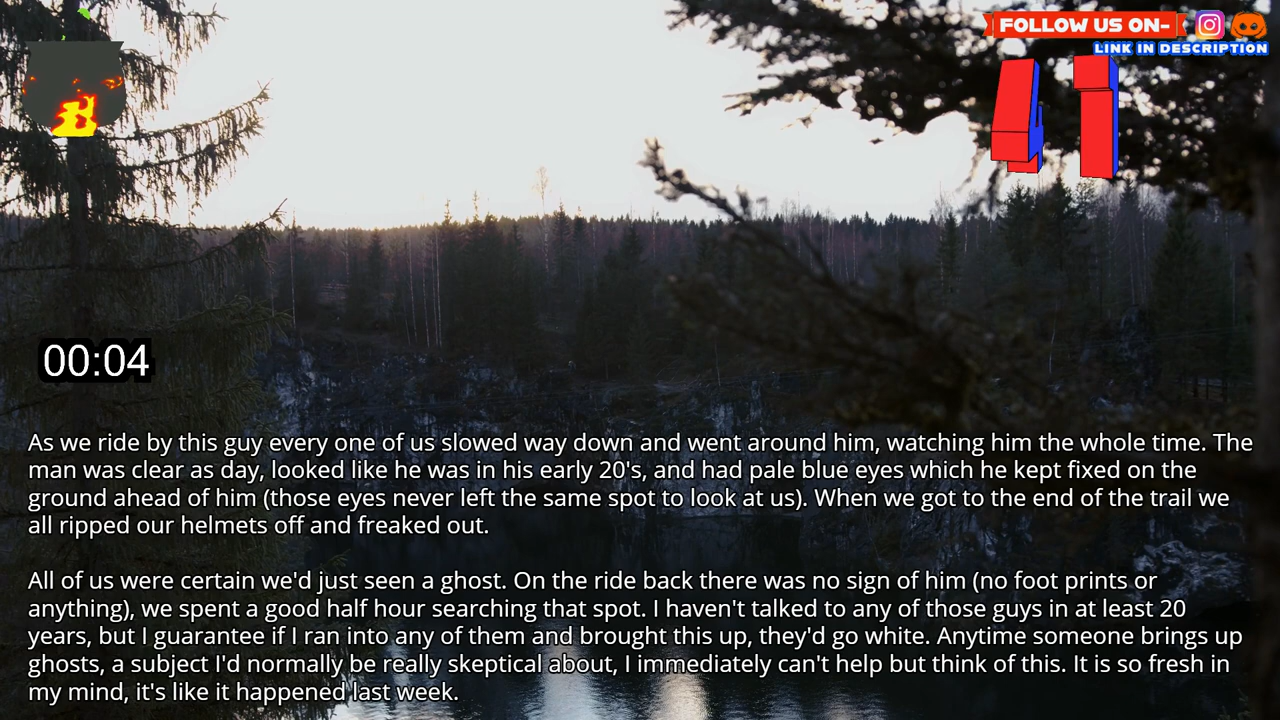 FOLLOW US ON-
LINK IN DESCRIPTION
41
00:04
As we ride by this guy every one of us slowed way down and went around him, watching him the whole time. The
man was clear as day, looked like he was in his early 20's, and had pale blue eyes which he kept fixed on the
ground ahead of him (those eyes never left the same spot to look at us). When we got to the end of the trail we
all ripped our helmets off and freaked out.
All of us were certain we'd just seen a ghost. On the ride back there was no sign of him (no foot prints or
anything), we spent a good half hour searching that spot. I haven't talked to any of those guys in at least 20
years, but I guarantee if I ran into any of them and brought this up, they'd go white. Anytime someone brings up
ghosts, a subject I'd normally be really skeptical about, I immediately can't help but think of this. It is so fresh in
my mind, it's like it happened last week.